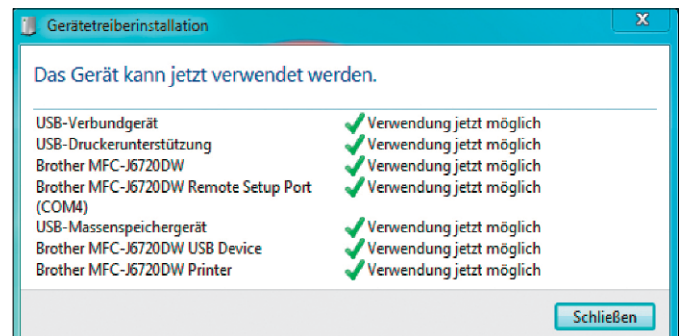 Gerätetreiberinstallation
Das Gerät kann jetzt verwendet werden.
USB-Verbundgerät Verwendung jetzt möglich
USB-Druckerunterstützung Verwendung jetzt möglich
Brother MFC-J6720DW Verwendung jetzt möglich
Brother MFC-J6720DW Remote Setup Port Verwendung jetzt möglich
(COM4)
USB-Massenspeichergerät Verwendung jetzt möglich
Brother MFC-J6720DW USB Device Verwendung jetzt möglich
Brother MFC-J6720DW Printer Verwendung jetzt möglich
Schließen